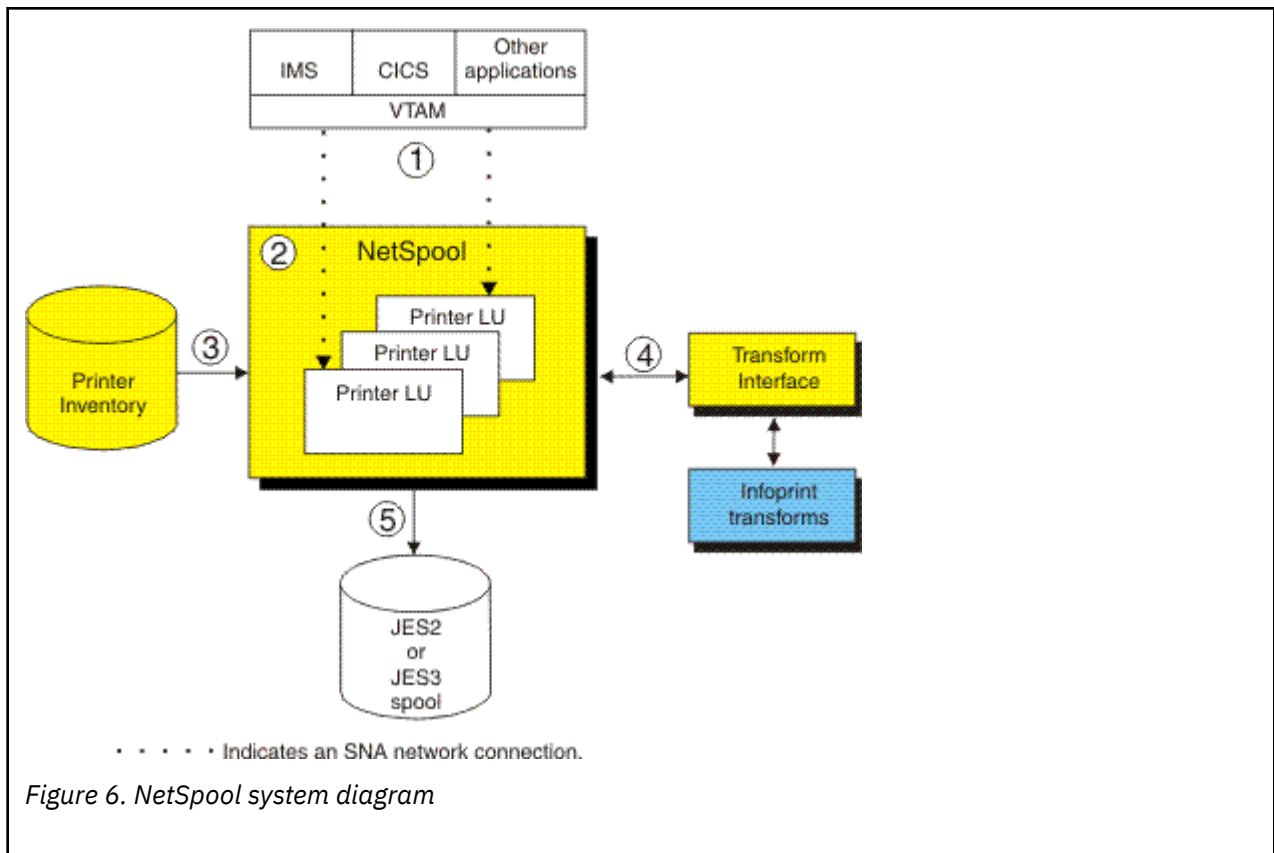 IMS
CICS
Other
applications
VTAM
1
2
NetSpool
Printer LU
Printer LU
Printer LU
3
Printer
Inventory
4
Transform
Interface
Infoprint
transforms
5
JES2
or
JES3
spool
· · · · · Indicates an SNA network connection.
Figure 6. NetSpool system diagram